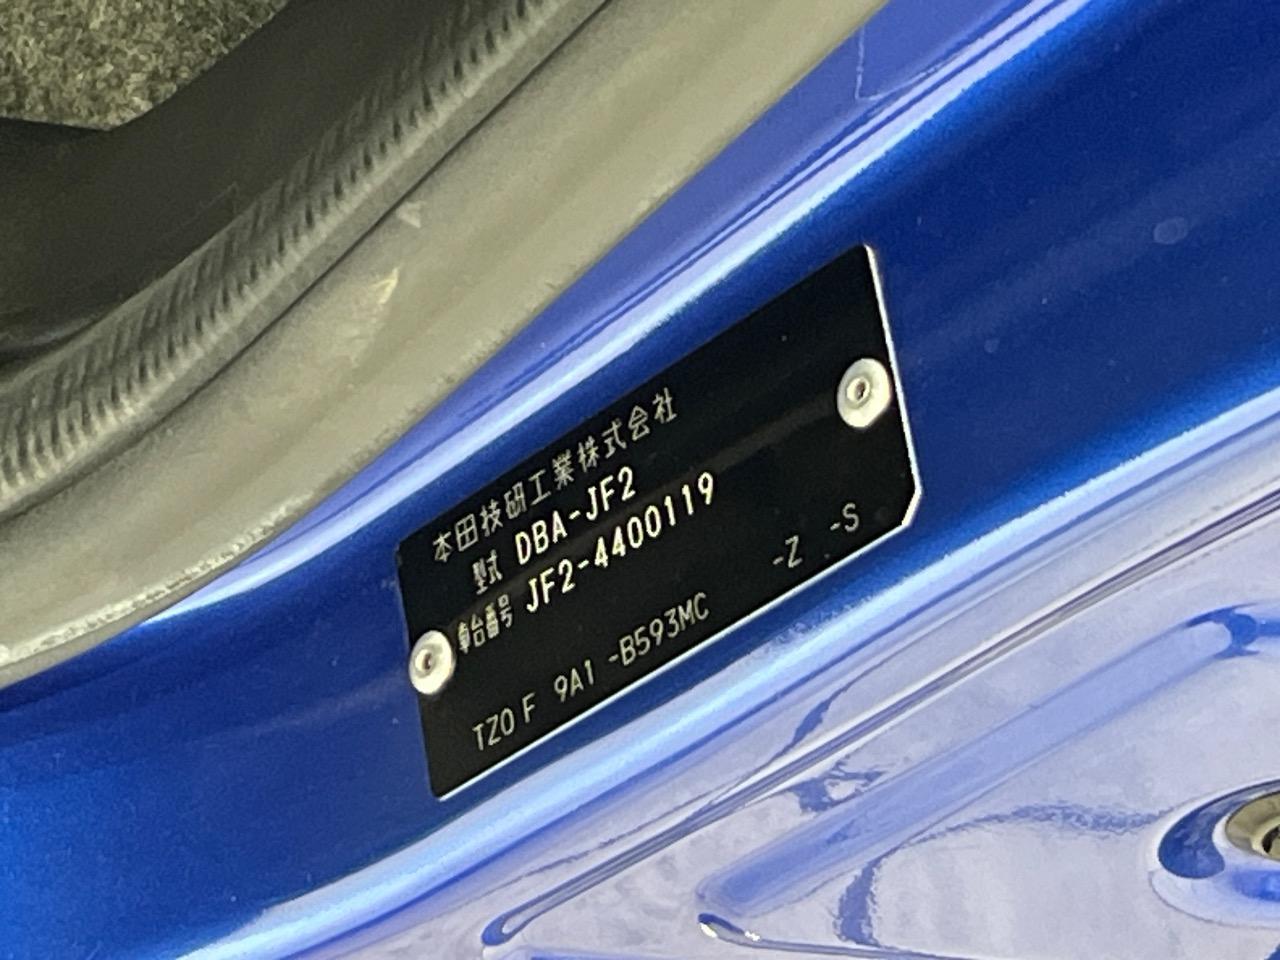 本田技研工業株式会社
型式 DBA-JF2
車台番号 JF2-4400119
TZ0 F 9A1 -B593MC -Z -S